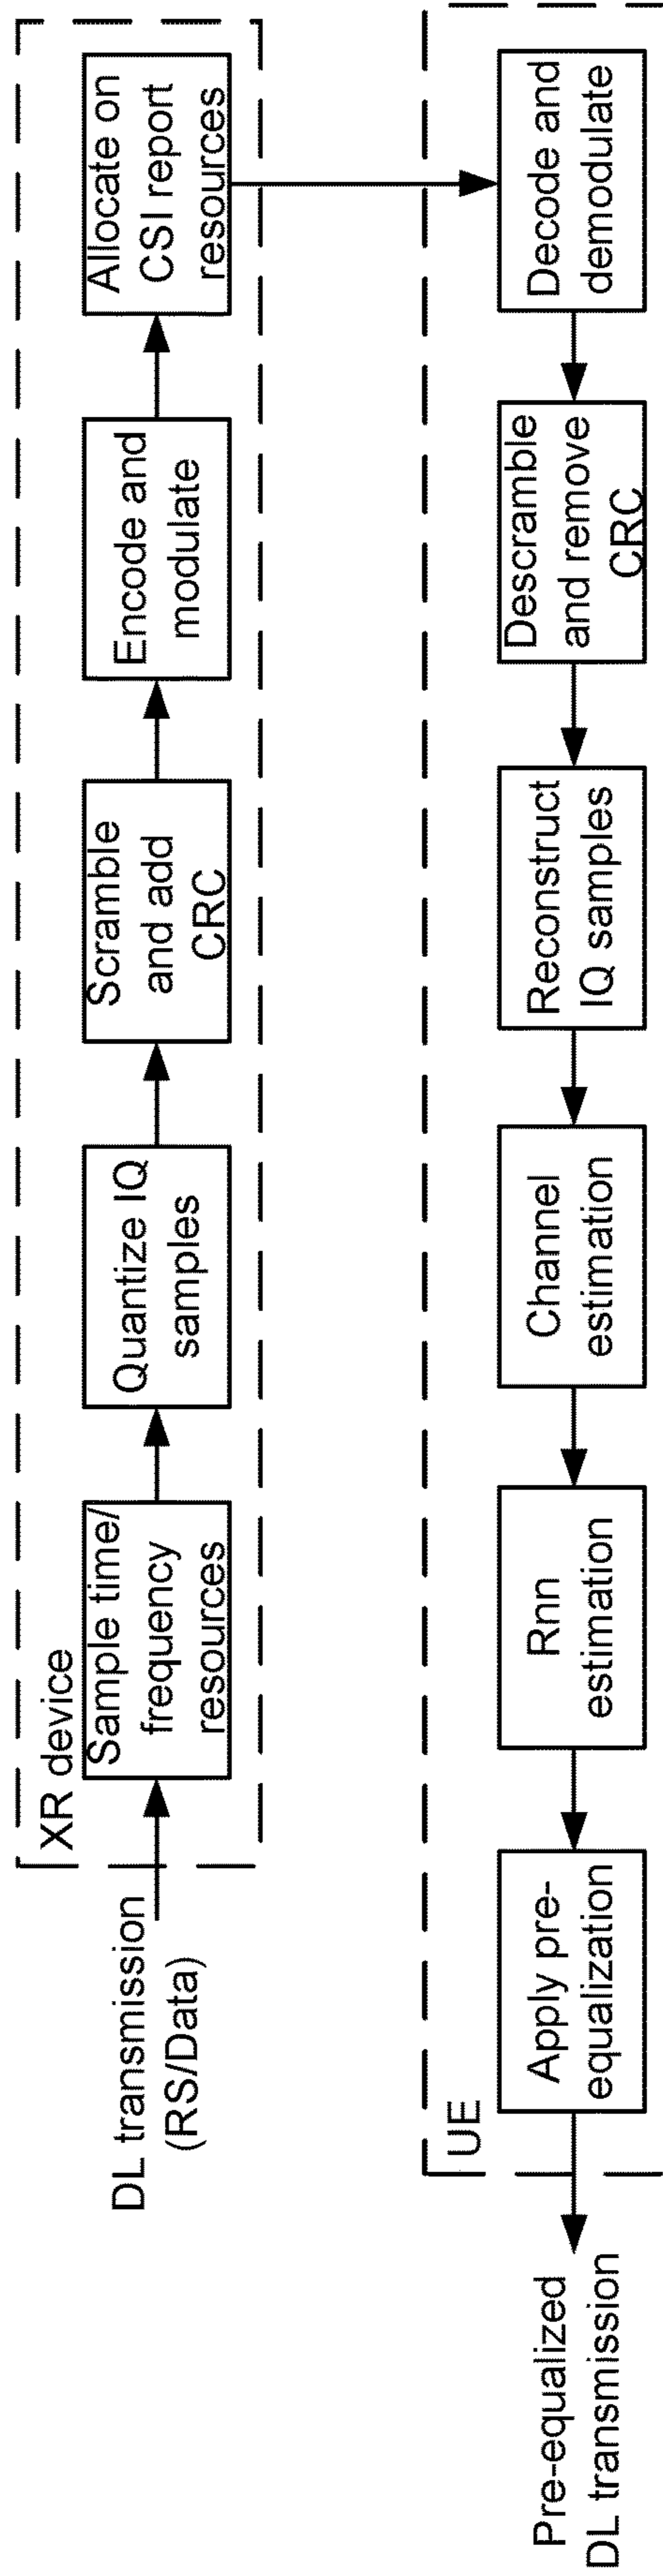 XR device
DL transmission
(RS/Data)
Sample time/
frequency
resources
Quantize IQ
samples
Scramble
and add
CRC
Encode and
modulate
Allocate on
CSI report
resources
UE
Decode and
demodulate
Descramble
and remove
CRC
Reconstruct
IQ samples
Channel
estimation
Rnn
estimation
Apply pre-
equalization
Pre-equalized
DL transmission